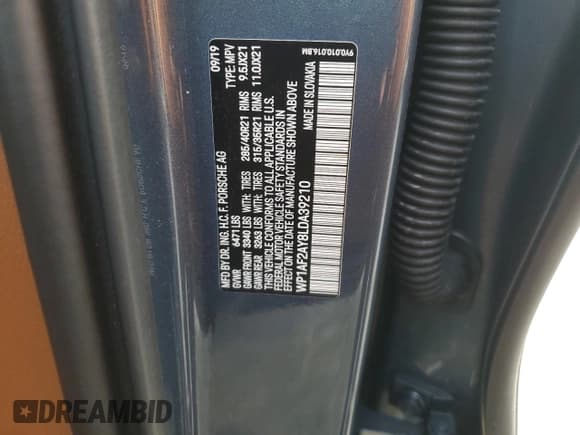 MFD BY DR. ING. H.C. F. PORSCHE AG 09/19
GVWR 6471 LBS TYPE: MPV
GAWR FRONT 3340 LBS WITH: TIRES 285/40R21 RIMS 9.5JX21
GAWR REAR 3263 LBS WITH: TIRES 315/35R21 RIMS 11.0JX21
THIS VEHICLE CONFORMS TO ALL APPLICABLE U.S.
FEDERAL MOTOR VEHICLE SAFETY STANDARDS IN
EFFECT ON THE DATE OF MANUFACTURE SHOWN ABOVE
WP1AF2AY8LDA39210 MADE IN SLOVAKIA
9Y0.010.016.BM
DREAMBID